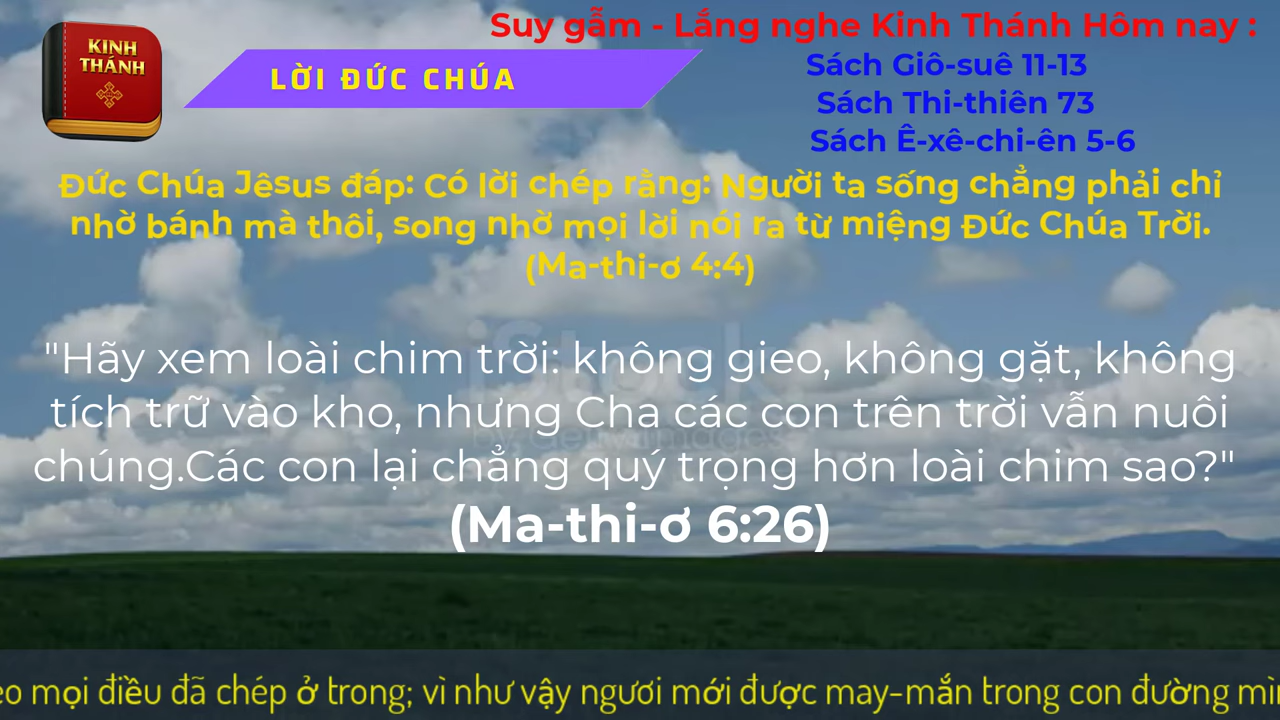 Suy gẫm - Lắng nghe Kinh Thánh Hôm nay :
KINH
THÁNH
LỜI ĐỨC CHÚA
Sách Giô-suê 11-13
Sách Thi-thiên 73
Sách Ê-xê-chi-ên 5-6
Đức Chúa Jêsus đáp: Có lời chép rằng: Người ta sống chẳng phải chỉ
nhờ bánh mà thôi, song nhờ mọi lời nói ra từ miệng Đức Chúa Trời.
(Ma-thi-ơ 4:4)
iStock
by Getty Images
"Hãy xem loài chim trời: không gieo, không gặt, không
tích trữ vào kho, nhưng Cha các con trên trời vẫn nuôi
chúng.Các con lại chẳng quý trọng hơn loài chim sao?"
(Ma-thi-ơ 6:26)
mọi điều đã chép ở trong; vì như vậy ngươi mới được may-mắn trong con đường